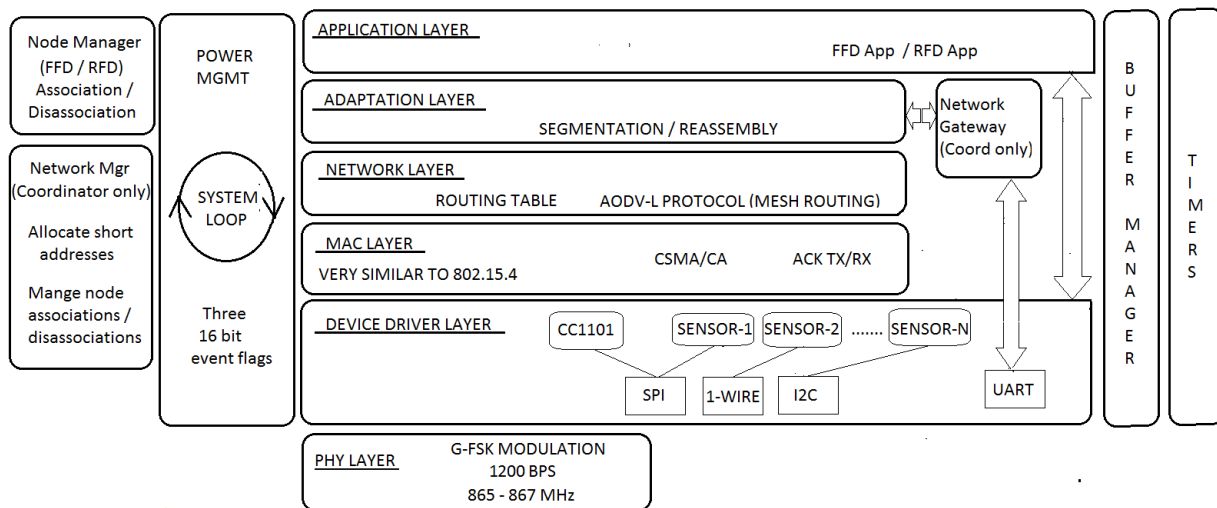 Node Manager
(FFD / RFD)
Association /
Disassociation
Network Mgr
(Coordinator only)
Allocate short
addresses
Mange node
associations /
disassociations
POWER
MGMT
SYSTEM
LOOP
Three
16 bit
event flags
APPLICATION LAYER
FFD App / RFD App
ADAPTATION LAYER
SEGMENTATION / REASSEMBLY
Network
Gateway
(Coord only)
NETWORK LAYER
ROUTING TABLE AODV-L PROTOCOL (MESH ROUTING)
MAC LAYER
CSMA/CA ACK TX/RX
VERY SIMILAR TO 802.15.4
DEVICE DRIVER LAYER
CC1101 SENSOR-1 SENSOR-2 ....... SENSOR-N
SPI 1-WIRE I2C UART
PHY LAYER
G-FSK MODULATION
1200 BPS
865 - 867 MHz
BUFFER MANAGER
TIMERS